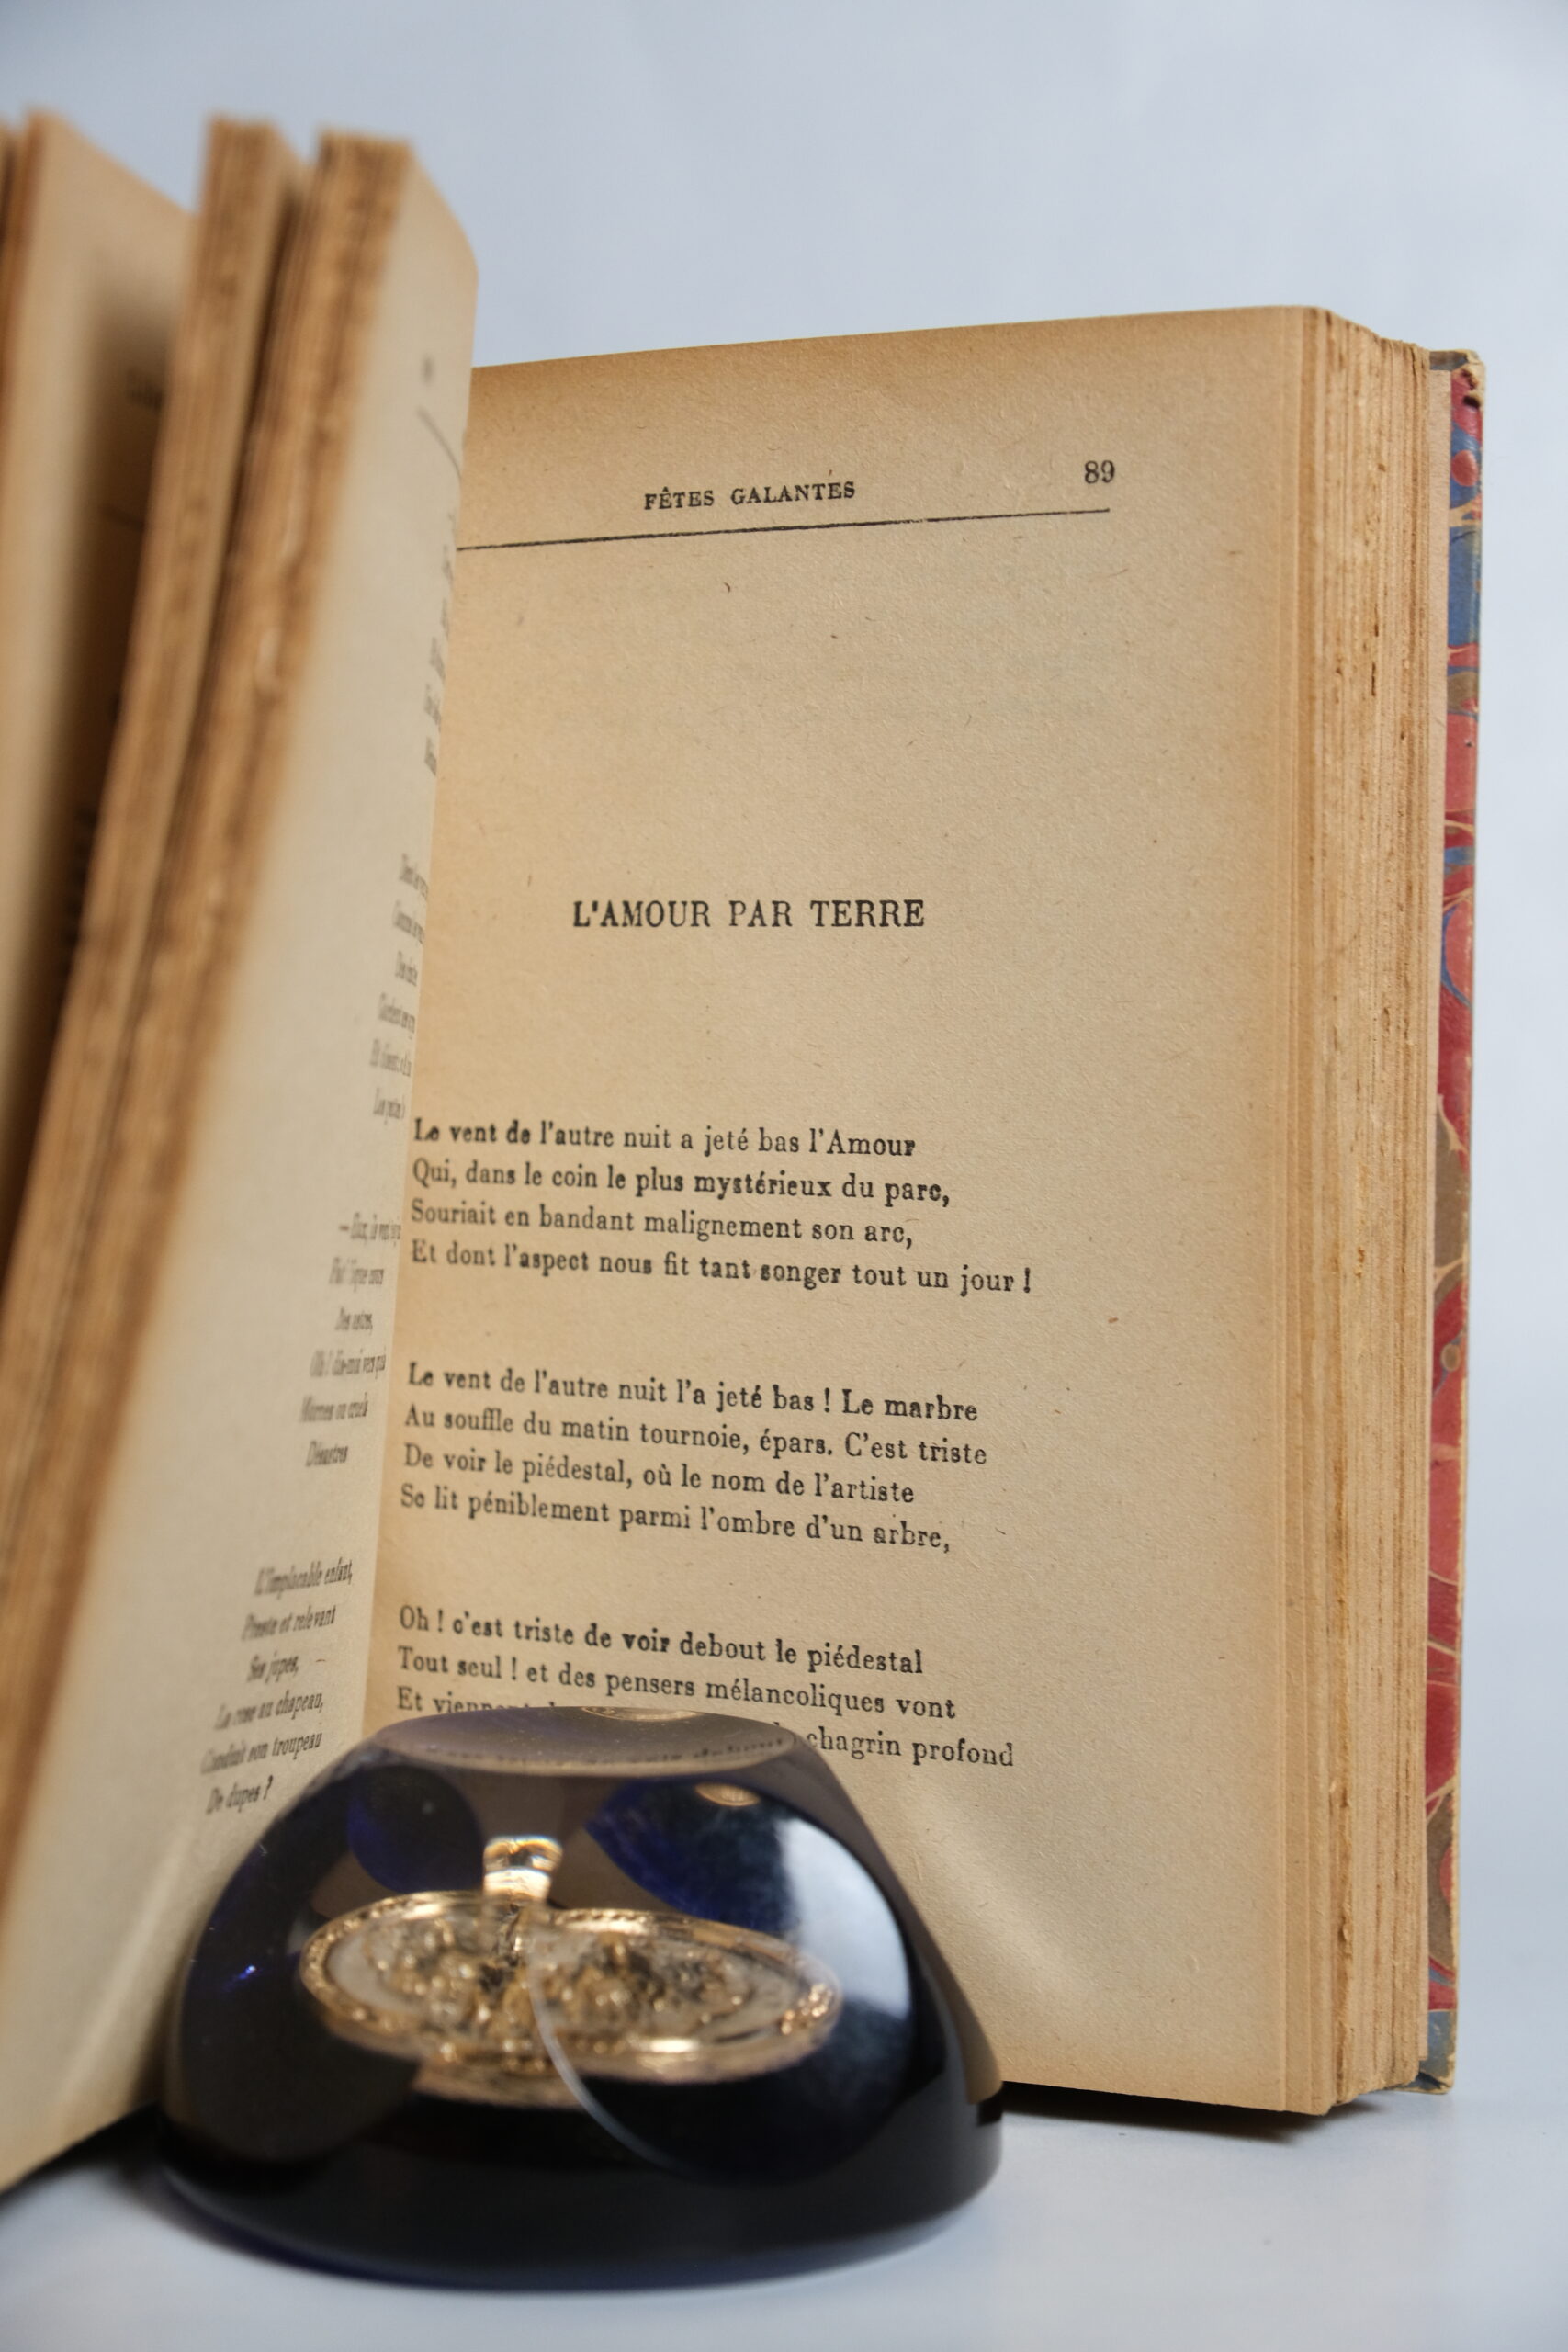 L'implacable enfant,
Preste et relevant
Ses jupes,
La rose au chapeau,
Conduit son troupeau
De dupes ?
FÊTES GALANTES
89
L'AMOUR PAR TERRE
Le vent de l'autre nuit a jeté bas l'Amour
Qui, dans le coin le plus mystérieux du parc,
Souriait en bandant malignement son arc,
Et dont l'aspect nous fit tant songer tout un jour !
Le vent de l'autre nuit l'a jeté bas ! Le marbre
Au souffle du matin tournoie, épars. C'est triste
De voir le piédestal, où le nom de l'artiste
Se lit péniblement parmi l'ombre d'un arbre,
Oh ! c'est triste de voir debout le piédestal
Tout seul ! et des pensers mélancoliques vont
Et viennent chagrin profond